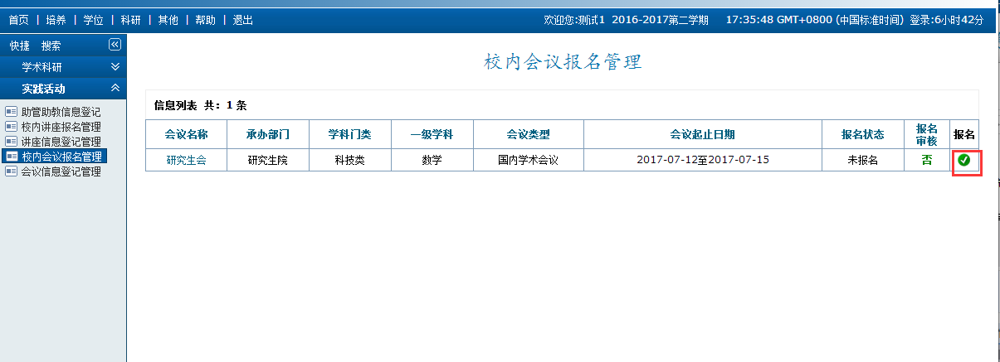 首页 | 培养 | 学位 | 科研 | 其他 | 帮助 | 退出 欢迎您:测试1 2016-2017第二学期 17:35:48 GMT+0800 (中国标准时间) 登录:6小时42分
快捷 搜索
学术科研
实践活动
助管助教信息登记
校内讲座报名管理
讲座信息登记管理
校内会议报名管理
会议信息登记管理
校内会议报名管理
信息列表 共：1 条
会议名称 承办部门 学科门类 一级学科 会议类型 会议起止日期 报名状态 报名审核 报名
研究生会 研究生院 科技类 数学 国内学术会议 2017-07-12至2017-07-15 未报名 否